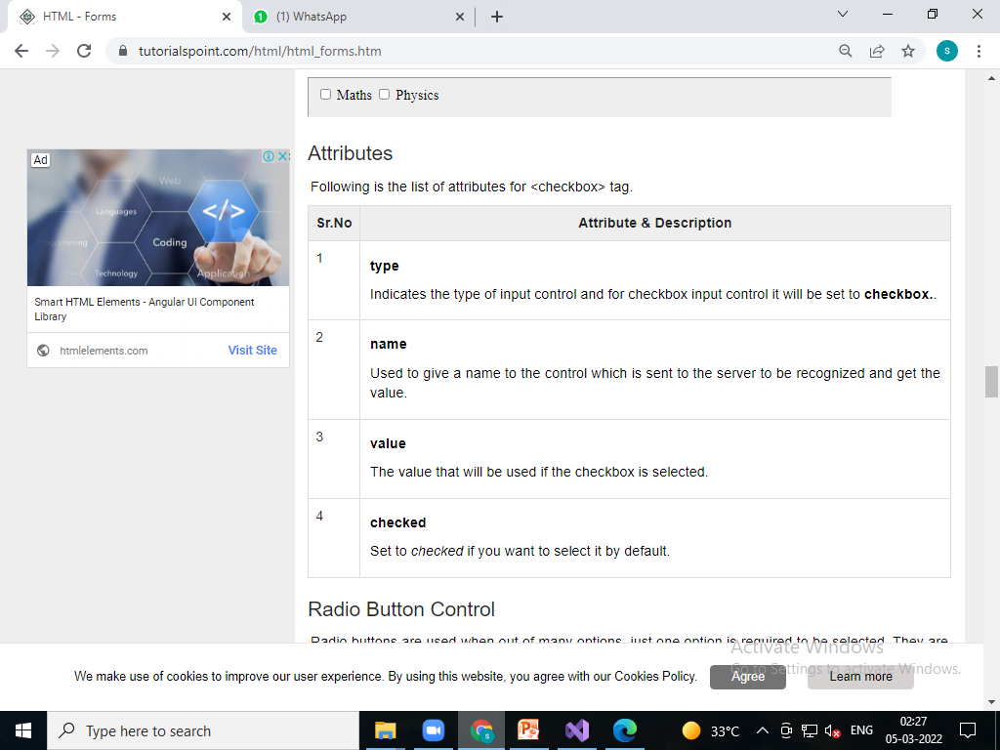 HTML - Forms
(1) WhatsApp
tutorialspoint.com/html/html_forms.htm
S
Maths Physics
Ad
Web
Languages
Programming
Coding
Technology
Application
Smart HTML Elements - Angular UI Component
Library
htmlelements.com Visit Site
Attributes
Following is the list of attributes for <checkbox> tag.
Sr.No Attribute & Description
1
type
Indicates the type of input control and for checkbox input control it will be set to checkbox..
2
name
Used to give a name to the control which is sent to the server to be recognized and get the
value.
3
value
The value that will be used if the checkbox is selected.
4
checked
Set to checked if you want to select it by default.
Radio Button Control
Radio buttons are used when out of many options, just one option is required to be selected. They are
Activate Windows
Go to Settings to activate Windows.
We make use of cookies to improve our user experience. By using this website, you agree with our Cookies Policy. Agree Learn more
Type here to search
33°C
ENG
02:27
05-03-2022